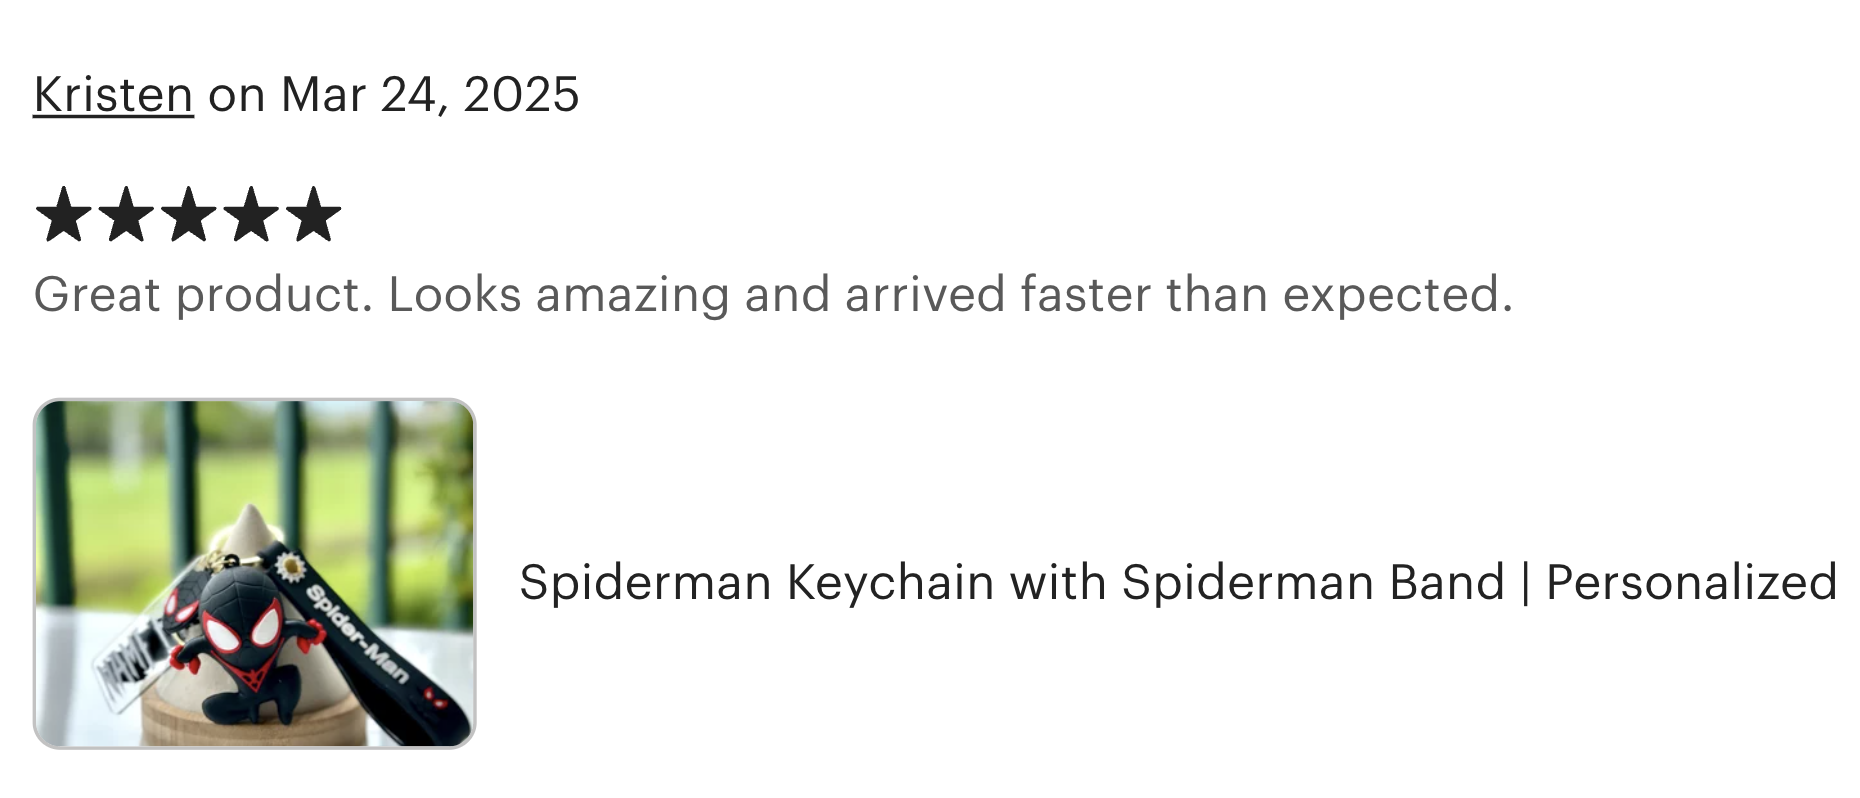 Kristen on Mar 24, 2025
Great product. Looks amazing and arrived faster than expected.
Spider-Man
Spiderman Keychain with Spiderman Band | Personalized